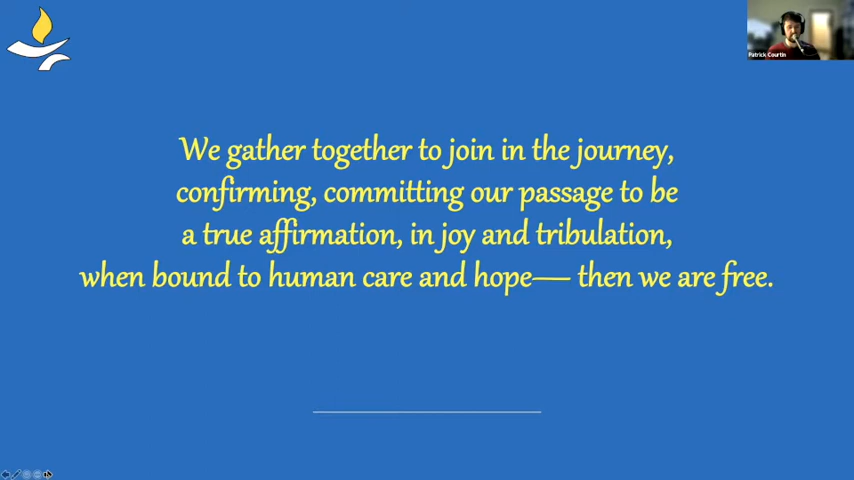 Patrick Courtin
We gather together to join in the journey,
confirming, committing our passage to be
a true affirmation, in joy and tribulation,
when bound to human care and hope— then we are free.